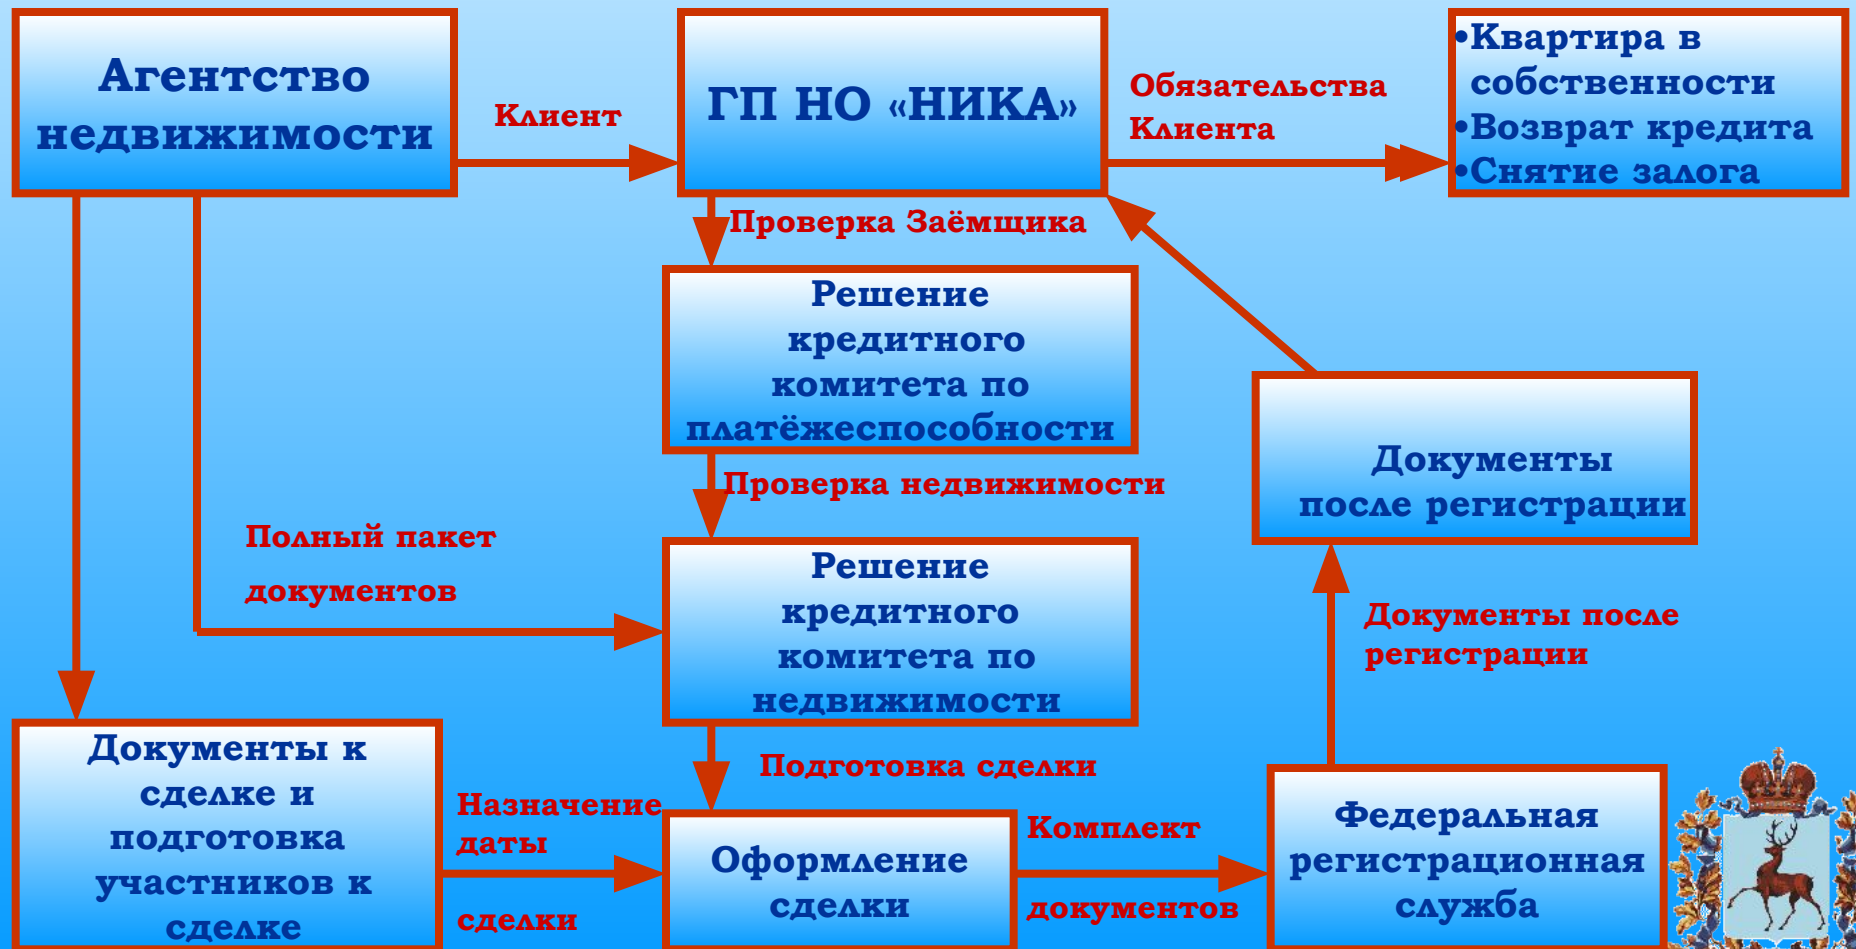 Агентство
недвижимости
Клиент
ГП НО «НИКА»
Обязательства
Клиента
•Квартира в
собственности
•Возврат кредита
•Снятие залога
Проверка Заёмщика
Решение
кредитного
комитета по
платёжеспособности
Проверка недвижимости
Документы
после регистрации
Полный пакет
документов
Решение
кредитного
комитета по
недвижимости
Документы после
регистрации
Документы к
сделке и
подготовка
участников к
сделке
Назначение
даты
сделки
Подготовка сделки
Оформление
сделки
Комплект
документов
Федеральная
регистрационная
служба